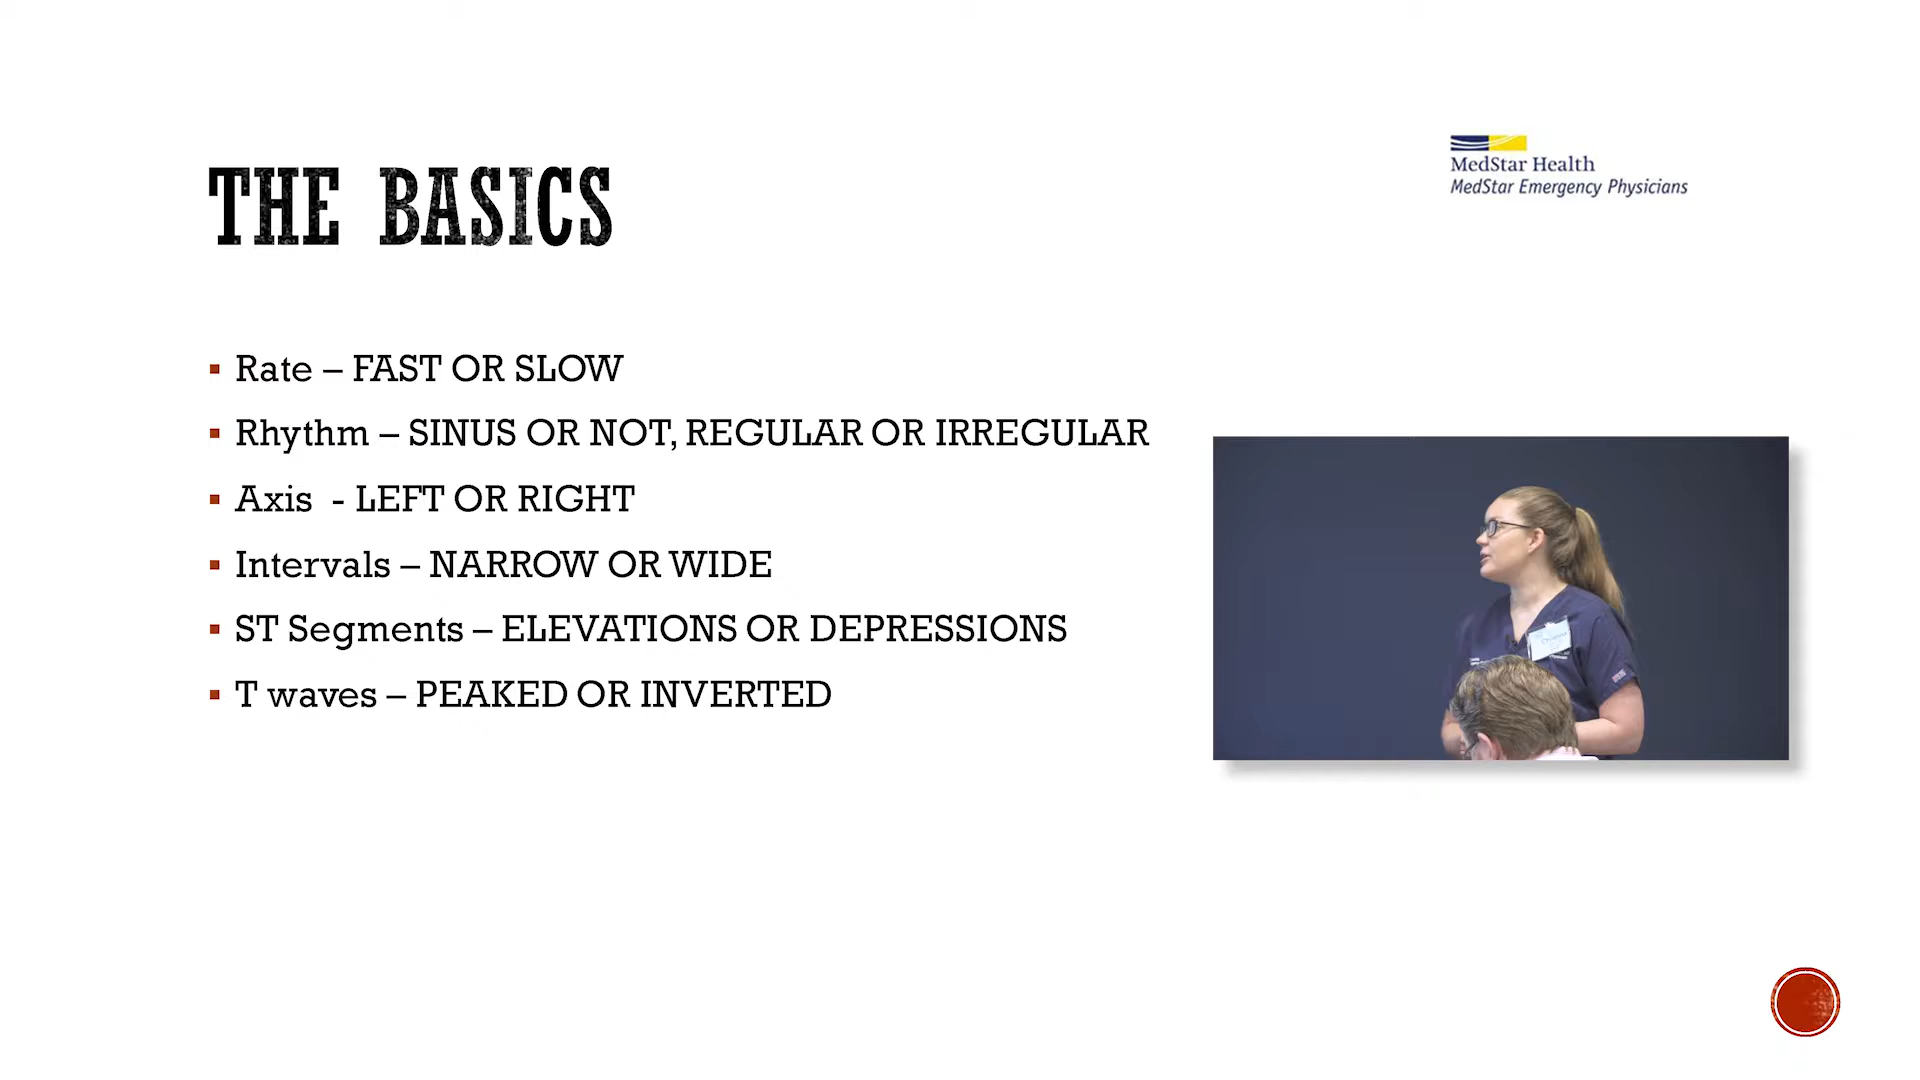 THE BASICS
MedStar Health
MedStar Emergency Physicians
▪ Rate – FAST OR SLOW
▪ Rhythm – SINUS OR NOT, REGULAR OR IRREGULAR
▪ Axis - LEFT OR RIGHT
▪ Intervals – NARROW OR WIDE
▪ ST Segments – ELEVATIONS OR DEPRESSIONS
▪ T waves – PEAKED OR INVERTED